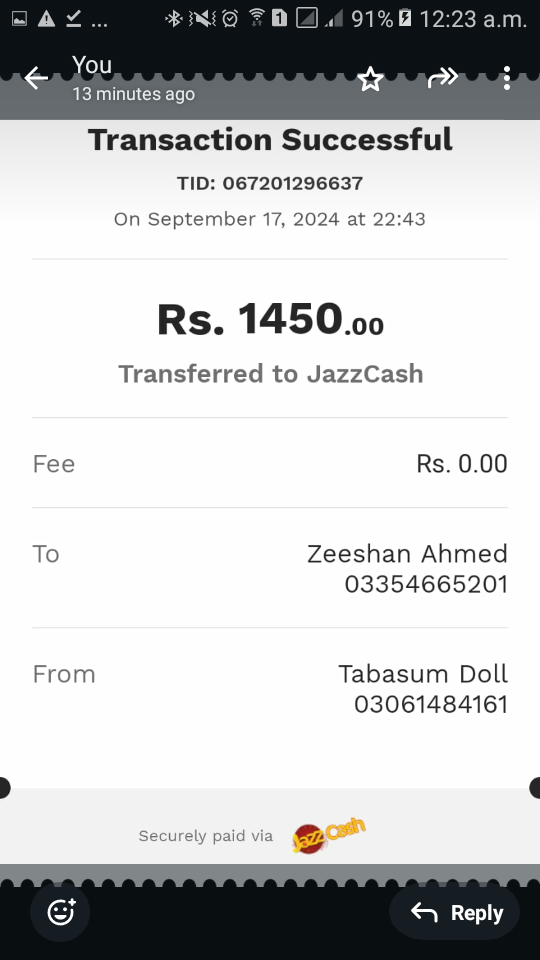 91% 12:23 a.m.
You
13 minutes ago
Transaction Successful
TID: 067201296637
On September 17, 2024 at 22:43
Rs. 1450.00
Transferred to JazzCash
Fee
Rs. 0.00
To
Zeeshan Ahmed
03354665201
From
Tabasum Doll
03061484161
Securely paid via
JazzCash
Reply